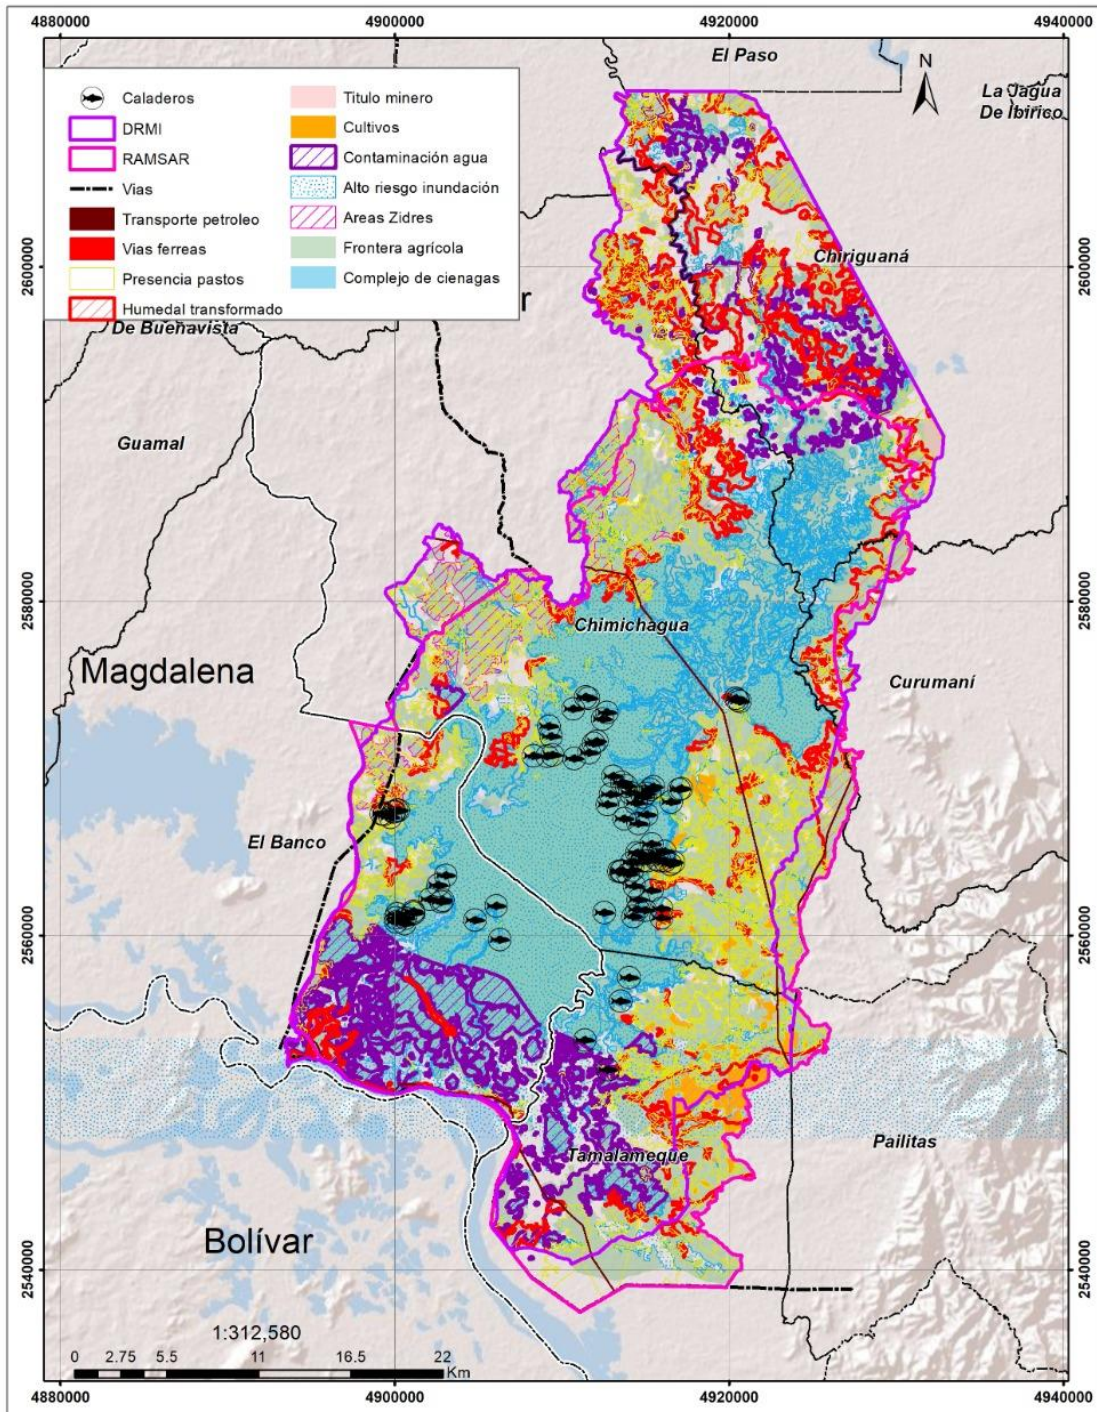 4880000 4900000 4920000 4940000
El Paso
N
La Jagua
De Ibirico
Caladeros
DRMI
RAMSAR
Vias
Transporte petroleo
Vias ferreas
Presencia pastos
Humedal transformado
Titulo minero
Cultivos
Contaminación agua
Alto riesgo inundación
Areas Zidres
Frontera agrícola
Complejo de cienagas
2600000 2600000
Chiriguaná
r
De Buenavista
Guamal
2580000 2580000
Chimichagua
Magdalena
Curumaní
El Banco
2560000 2560000
Pailitas
Tamalameque
Bolívar
2540000 2540000
1:312,580
0 2.75 5.5 11 16.5 22
Km
4880000 4900000 4920000 4940000